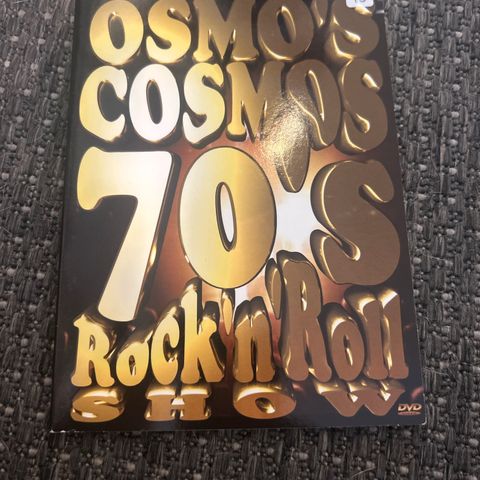 OSMO'S
COSMOS
70'S
Rock'n'Roll
SHOW
DVD